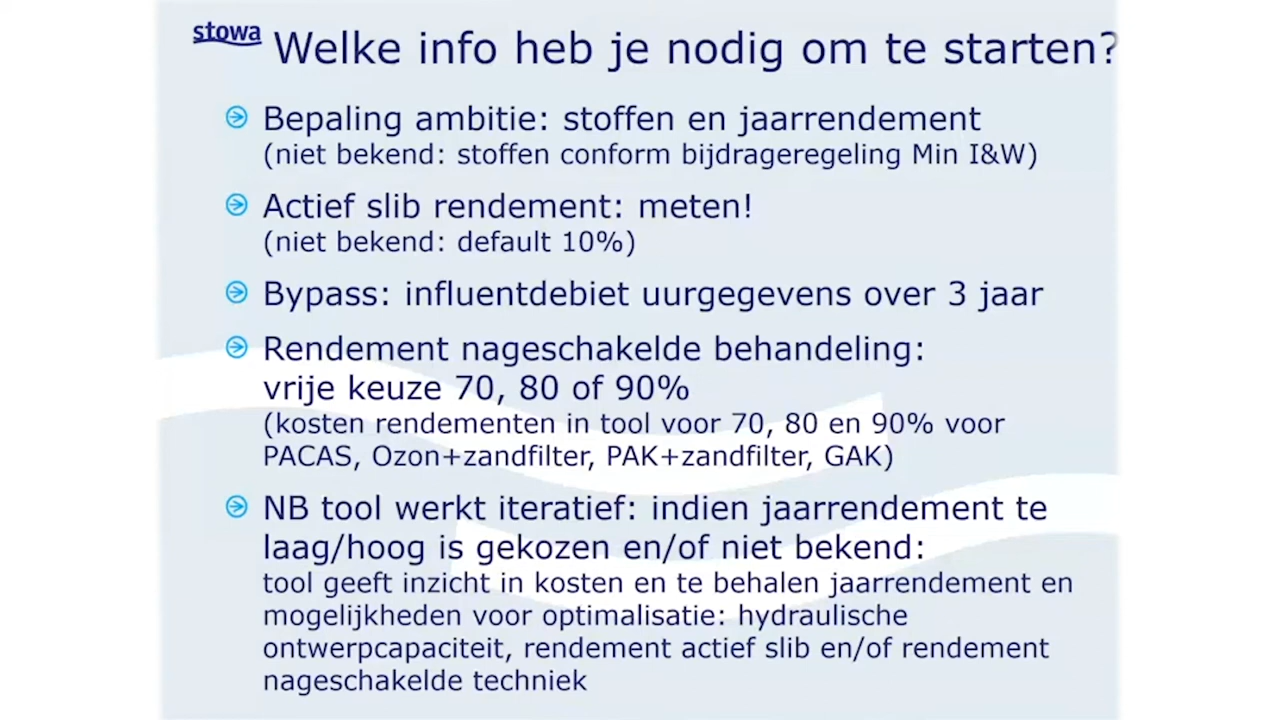 stowa
Welke info heb je nodig om te starten?
Bepaling ambitie: stoffen en jaarrendement
(niet bekend: stoffen conform bijdrageregeling Min I&W)
Actief slib rendement: meten!
(niet bekend: default 10%)
Bypass: influentdebiet uurgegevens over 3 jaar
Rendement nageschakelde behandeling:
vrije keuze 70, 80 of 90%
(kosten rendementen in tool voor 70, 80 en 90% voor
PACAS, Ozon+zandfilter, PAK+zandfilter, GAK)
NB tool werkt iteratief: indien jaarrendement te
laag/hoog is gekozen en/of niet bekend:
tool geeft inzicht in kosten en te behalen jaarrendement en
mogelijkheden voor optimalisatie: hydraulische
ontwerpcapaciteit, rendement actief slib en/of rendement
nageschakelde techniek